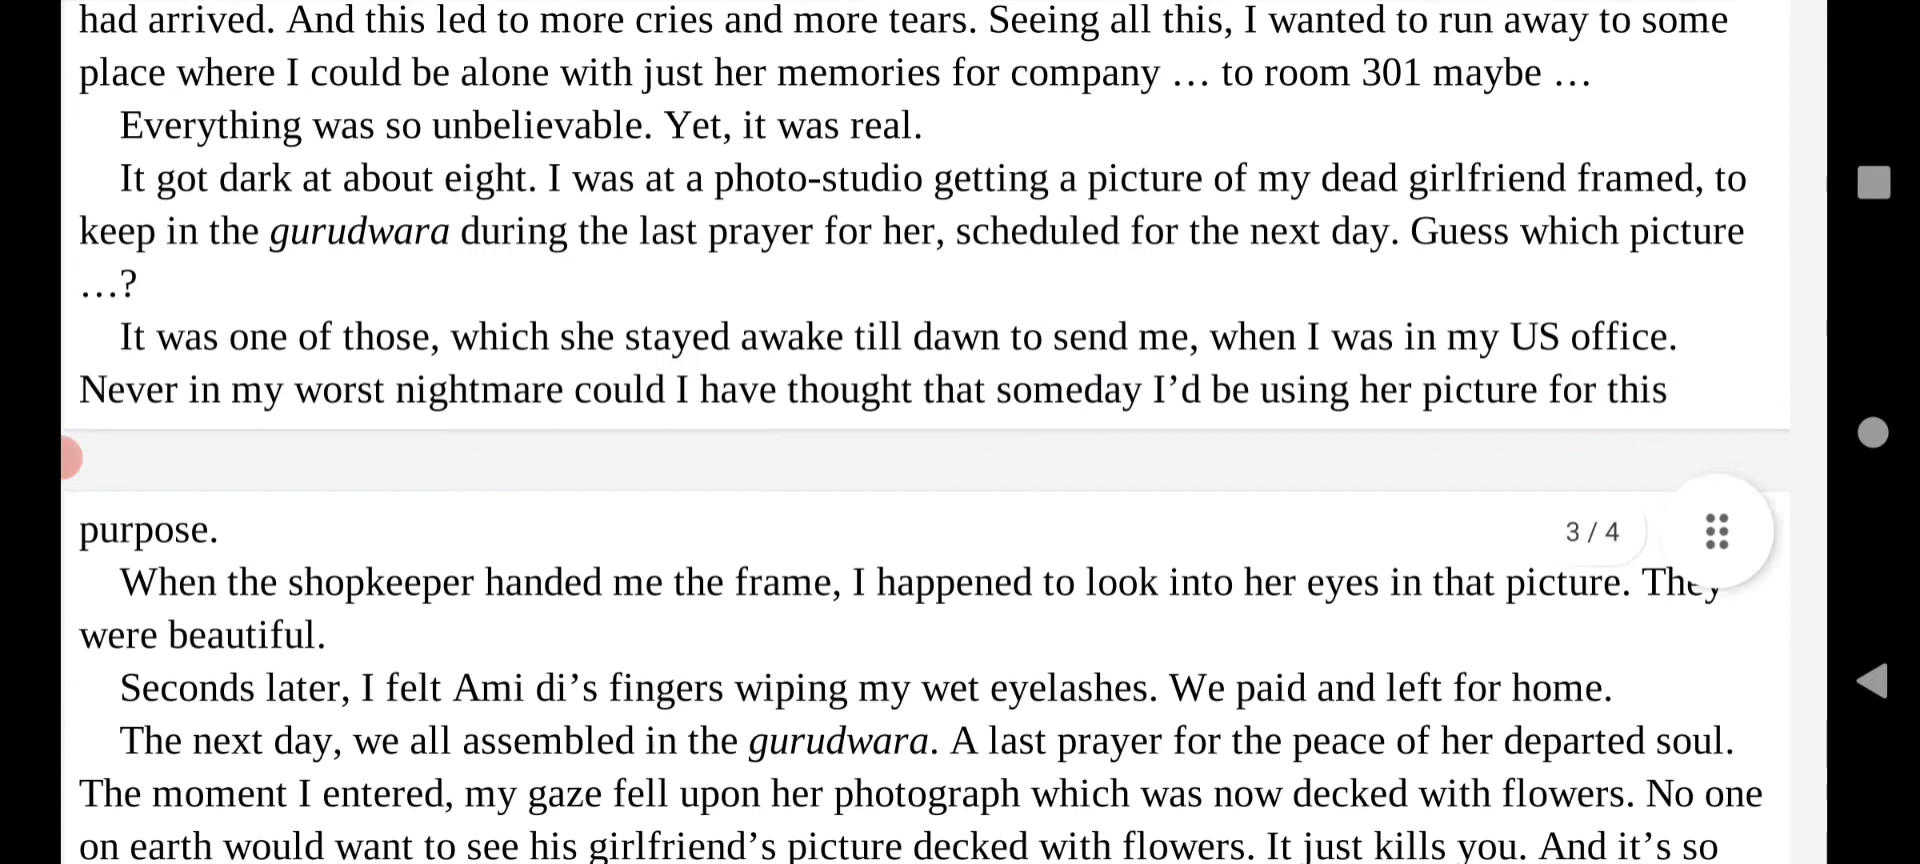 had arrived. And this led to more cries and more tears. Seeing all this, I wanted to run away to some
place where I could be alone with just her memories for company … to room 301 maybe …
Everything was so unbelievable. Yet, it was real.
It got dark at about eight. I was at a photo-studio getting a picture of my dead girlfriend framed, to
keep in the gurudwara during the last prayer for her, scheduled for the next day. Guess which picture
…?
It was one of those, which she stayed awake till dawn to send me, when I was in my US office.
Never in my worst nightmare could I have thought that someday I’d be using her picture for this
purpose.
3 / 4
When the shopkeeper handed me the frame, I happened to look into her eyes in that picture. They
were beautiful.
Seconds later, I felt Ami di’s fingers wiping my wet eyelashes. We paid and left for home.
The next day, we all assembled in the gurudwara. A last prayer for the peace of her departed soul.
The moment I entered, my gaze fell upon her photograph which was now decked with flowers. No one
on earth would want to see his girlfriend’s picture decked with flowers. It just kills you. And it’s so